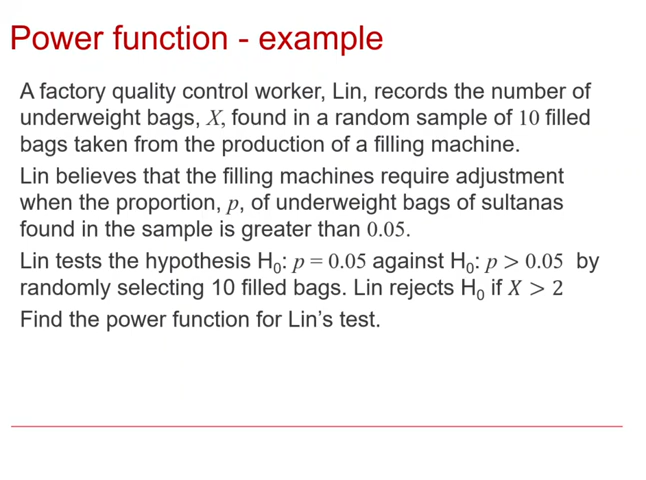 Power function - example
A factory quality control worker, Lin, records the number of
underweight bags, X, found in a random sample of 10 filled
bags taken from the production of a filling machine.
Lin believes that the filling machines require adjustment
when the proportion, p, of underweight bags of sultanas
found in the sample is greater than 0.05.
Lin tests the hypothesis H₀: p = 0.05 against H₀: p > 0.05 by
randomly selecting 10 filled bags. Lin rejects H₀ if X > 2
Find the power function for Lin’s test.